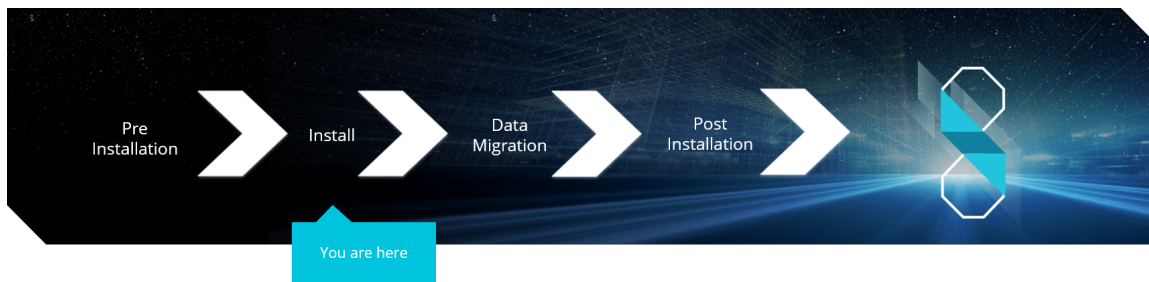 Pre
Installation
Install
Data
Migration
Post
Installation
You are here